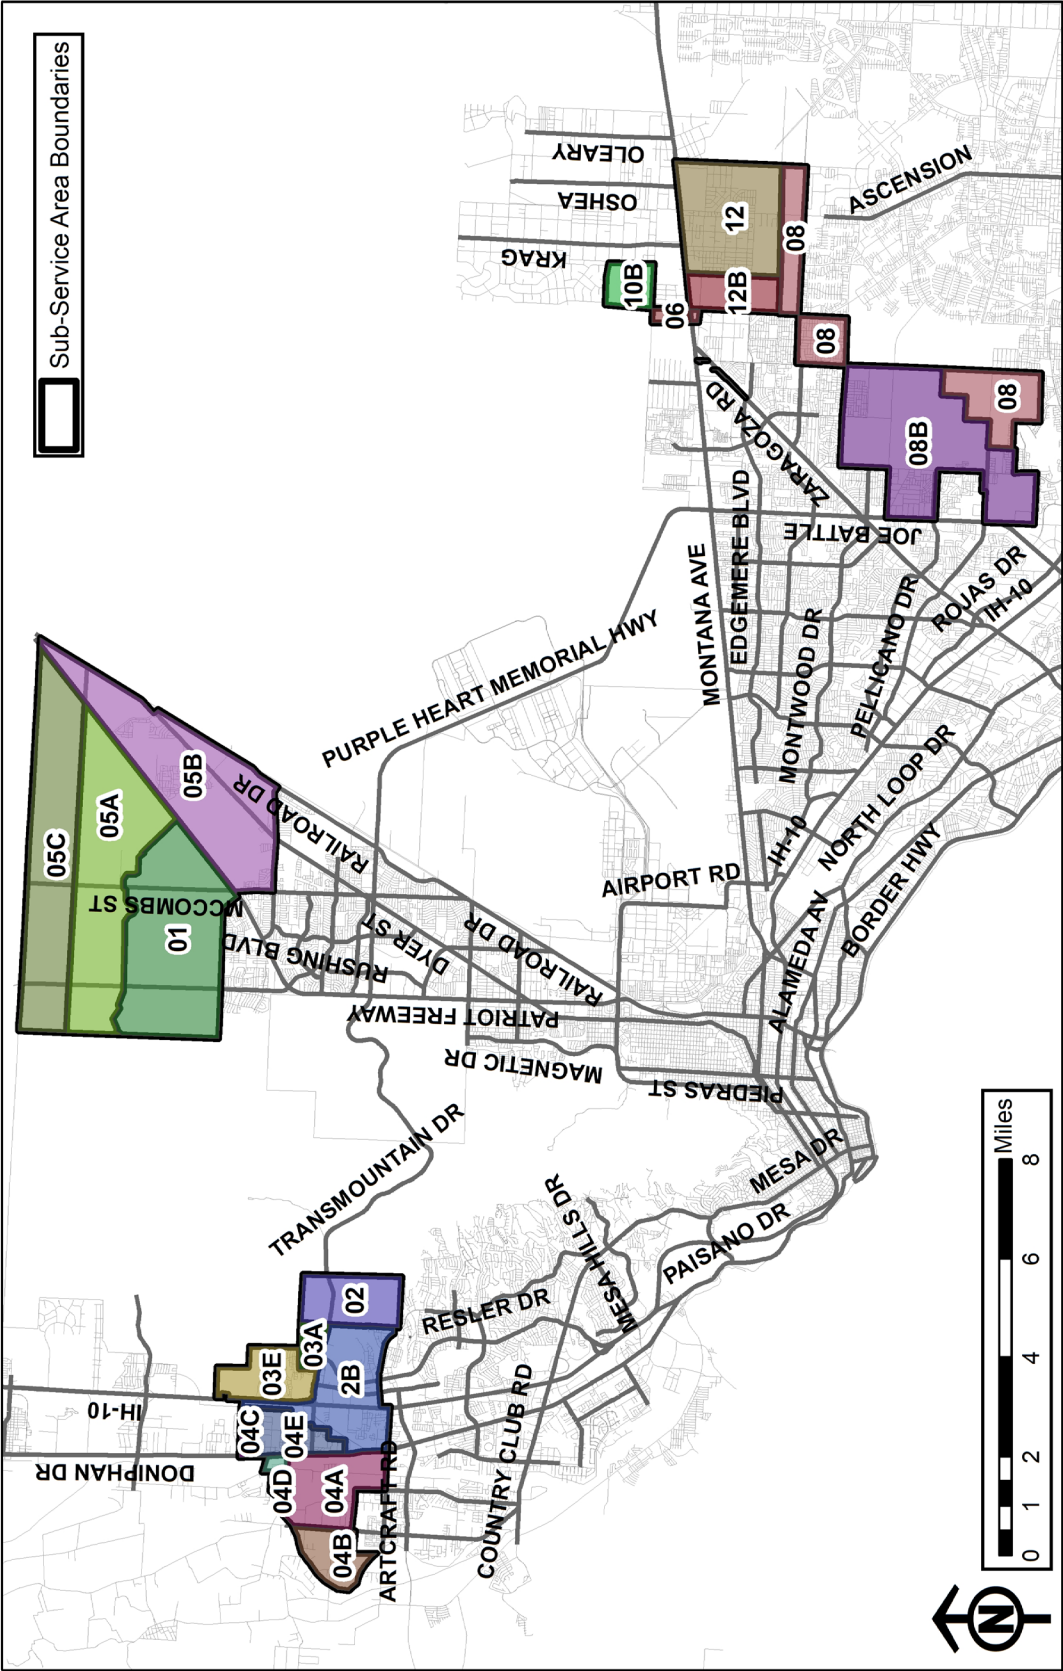 Sub-Service Area Boundaries
OLEARY
OSHEA
KRAG
ASCENSION
12
08
12B
10B
06
08
08
08B
ZARAGOZA RD
JOE BATTLE
EDGEMERE BLVD
MONTANA AVE
MONTWOOD DR
PELLICANO DR
ROJAS DR
IH-10
PURPLE HEART MEMORIAL HWY
NORTH LOOP DR
BORDER HWY
IH-10
AIRPORT RD
ALAMEDA AV
05C
05A
05B
01
MCCOMBS ST
RAILROAD DR
RUSHING BLVD
DYER ST
RAILROAD DR
PATRIOT FREEWAY
MAGNETIC DR
PIEDRAS ST
TRANSMOUNTAIN DR
MESA DR
PAISANO DR
MESA HILLS DR
RESLER DR
COUNTRY CLUB RD
02
03A
2B
03E
04C
04E
04D
04A
04B
IH-10
DONIPHAN DR
ARTCRAFT RD
N
0 1 2 4 6 8
Miles